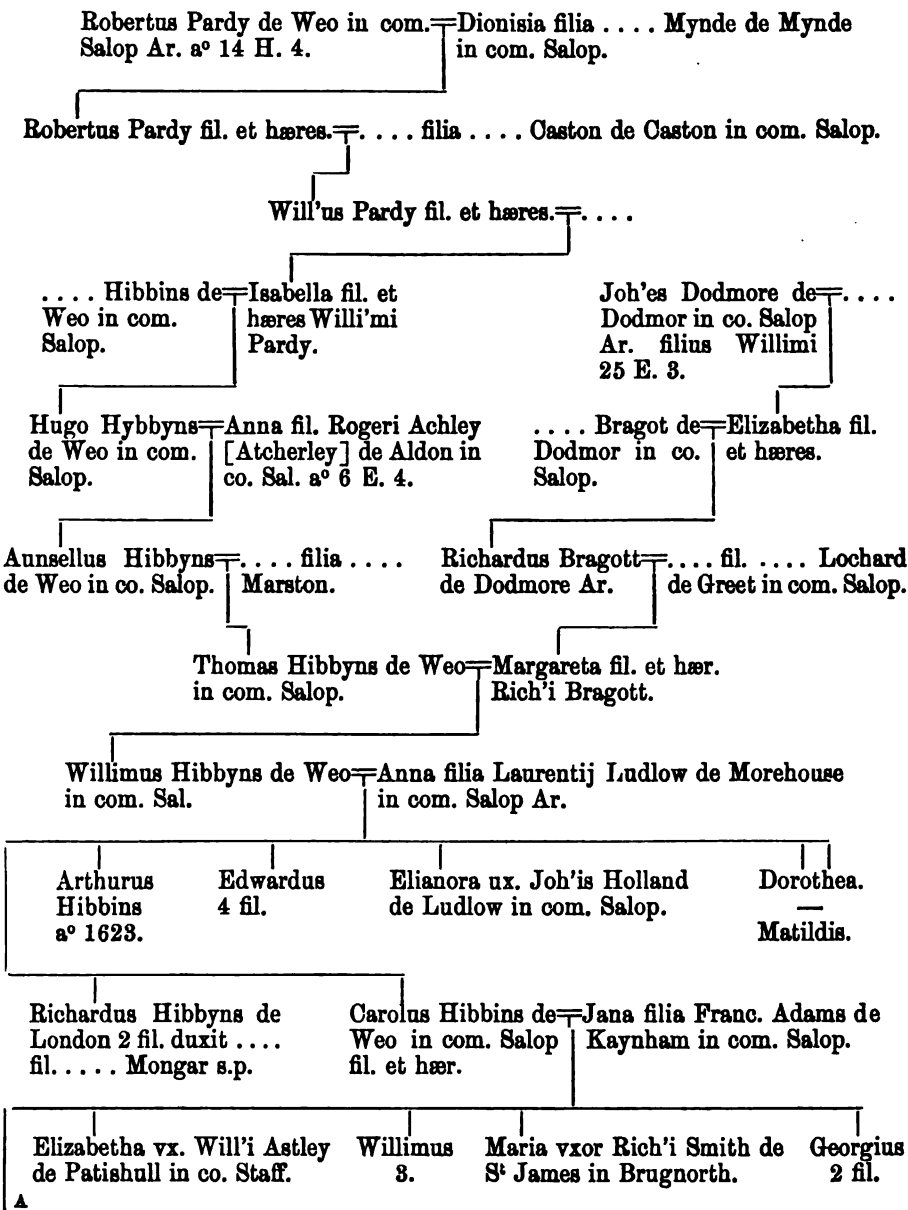 Robertus Pardy de Weo in com. Dionisia filia . . . . Mynde de Mynde
Salop Ar. aº 14 H. 4. in com. Salop.
Robertus Pardy fil. et hæres. . . . . filia . . . . Caston de Caston in com. Salop.
Will'us Pardy fil. et hæres. . . . .
. . . . Hibbins de Isabella fil. et
Weo in com. hæres Willi'mi
Salop. Pardy.
Joh'es Dodmore de . . . .
Dodmor in co. Salop
Ar. filius Willimi
25 E. 3.
Hugo Hybbyns Anna fil. Rogeri Achley
de Weo in com. [Atcherley] de Aldon in
Salop. co. Sal. aº 6 E. 4.
. . . . Bragot de Elizabetha fil.
Dodmor in co. et hæres.
Salop.
Aunsellus Hibbyns . . . . filia . . . .
de Weo in co. Salop. Marston.
Richardus Bragott . . . . fil. . . . . Lochard
de Dodmore Ar. de Greet in com. Salop.
Thomas Hibbyns de Weo Margareta fil. et hær.
in com. Salop. Rich'i Bragott.
Willimus Hibbyns de Weo Anna filia Laurentij Ludlow de Morehouse
in com. Sal. in com. Salop Ar.
Arthurus
Hibbins
aº 1623.
Edwardus
4 fil.
Elianora ux. Joh'is Holland
de Ludlow in com. Salop.
Dorothea.
—
Matildis.
Richardus Hibbyns de
London 2 fil. duxit . . . .
fil. . . . . Mongar s.p.
Carolus Hibbins de Jana filia Franc. Adams de
Weo in com. Salop Kaynham in com. Salop.
fil. et hær.
Elizabetha vx. Will'i Astley
de Patishull in co. Staff.
Willimus
3.
Maria vxor Rich'i Smith de
Sᵗ James in Brugnorth.
Georgius
2 fil.
A